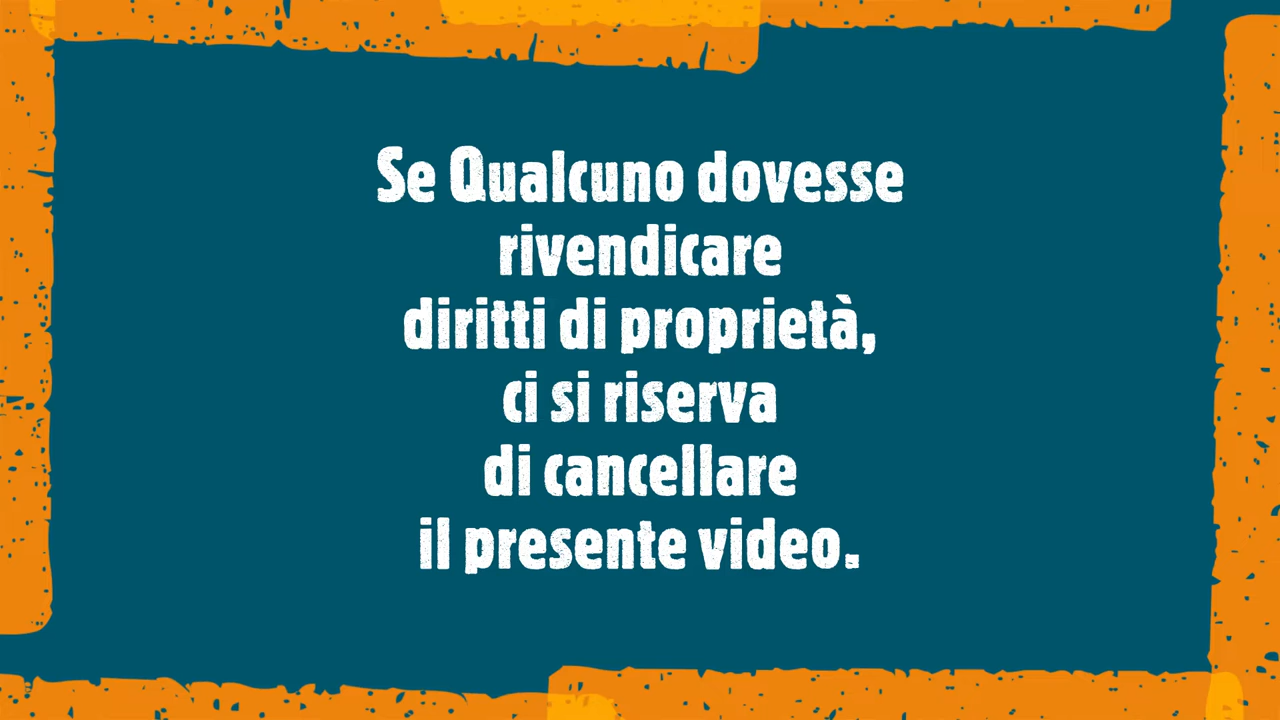 Se Qualcuno dovesse
rivendicare
diritti di proprietà,
ci si riserva
di cancellare
il presente video.